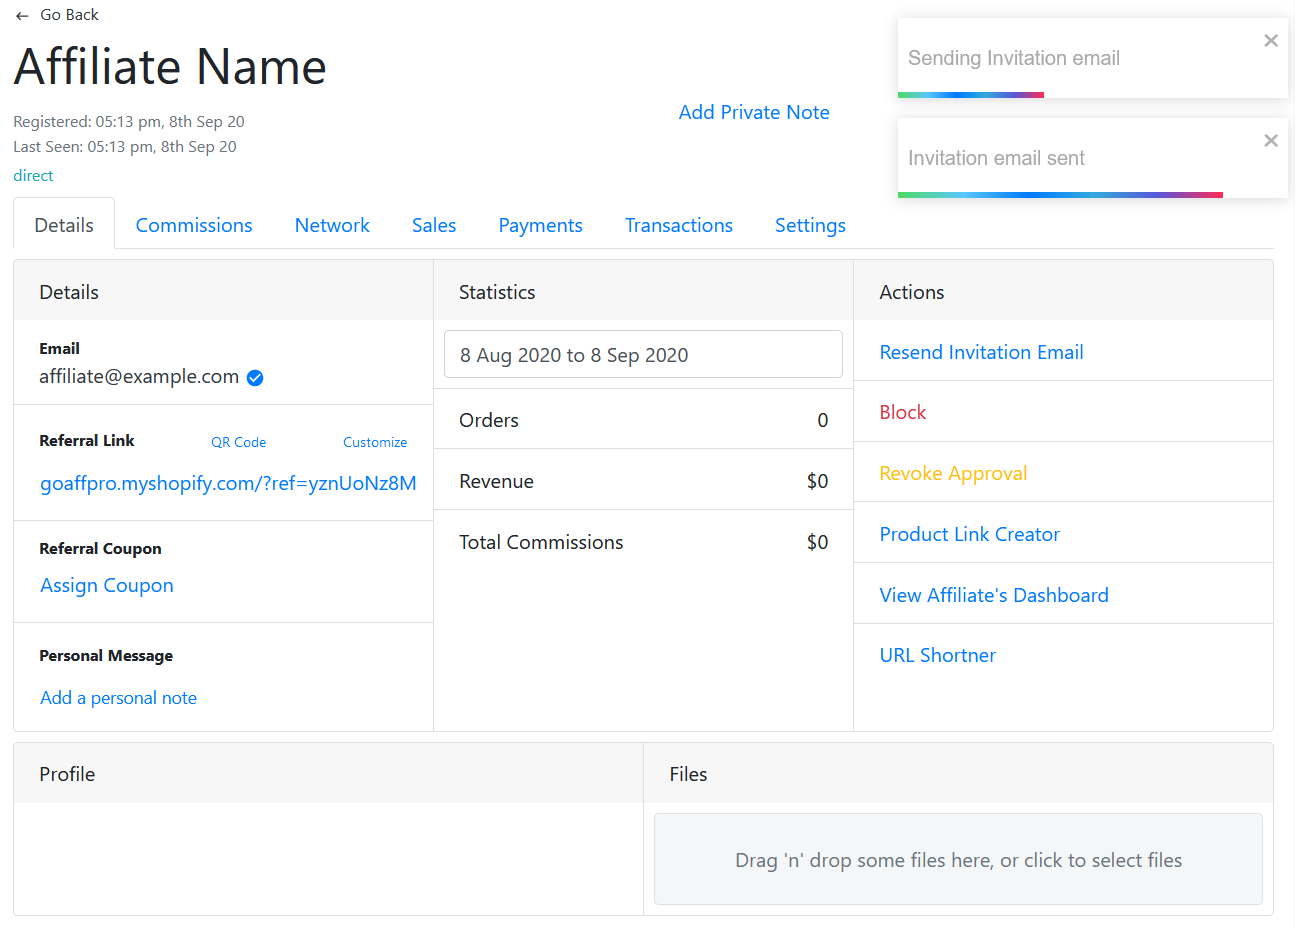 ← Go Back
Affiliate Name
Registered: 05:13 pm, 8th Sep 20
Last Seen: 05:13 pm, 8th Sep 20
direct
Add Private Note
Sending Invitation email
Invitation email sent
Details
Commissions
Network
Sales
Payments
Transactions
Settings
Details
Email
affiliate@example.com
Referral Link
QR Code
Customize
goaffpro.myshopify.com/?ref=yznUoNz8M
Referral Coupon
Assign Coupon
Personal Message
Add a personal note
Statistics
8 Aug 2020 to 8 Sep 2020
Orders 0
Revenue $0
Total Commissions $0
Actions
Resend Invitation Email
Block
Revoke Approval
Product Link Creator
View Affiliate's Dashboard
URL Shortner
Profile
Files
Drag 'n' drop some files here, or click to select files